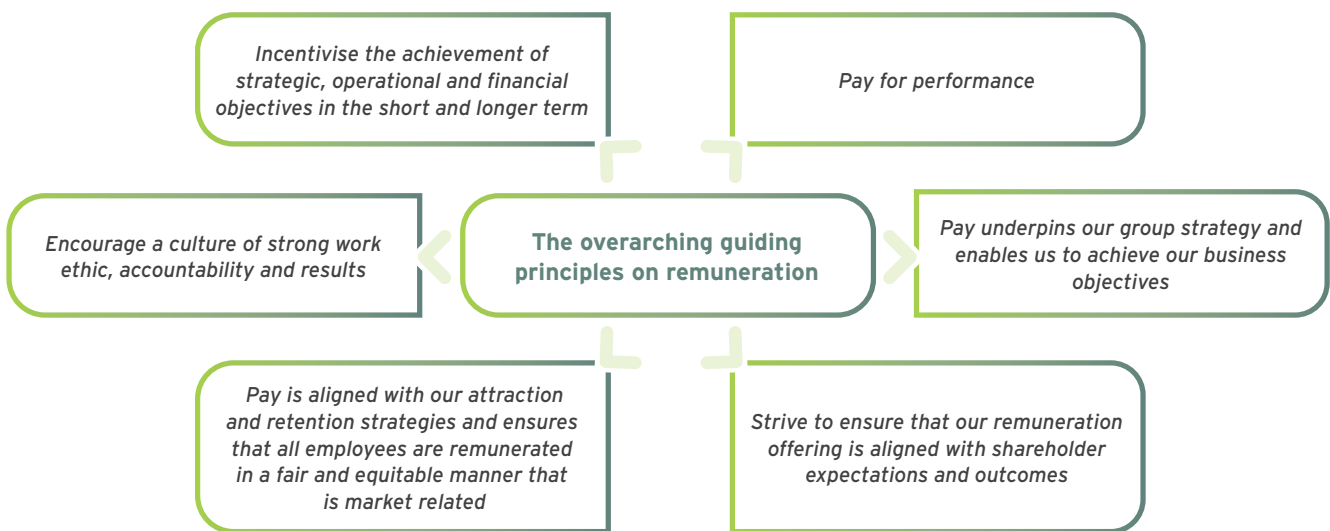 Incentivise the achievement of
strategic, operational and financial
objectives in the short and longer term
Pay for performance
Encourage a culture of strong work
ethic, accountability and results
The overarching guiding
principles on remuneration
Pay underpins our group strategy and
enables us to achieve our business
objectives
Pay is aligned with our attraction
and retention strategies and ensures
that all employees are remunerated
in a fair and equitable manner that
is market related
Strive to ensure that our remuneration
offering is aligned with shareholder
expectations and outcomes